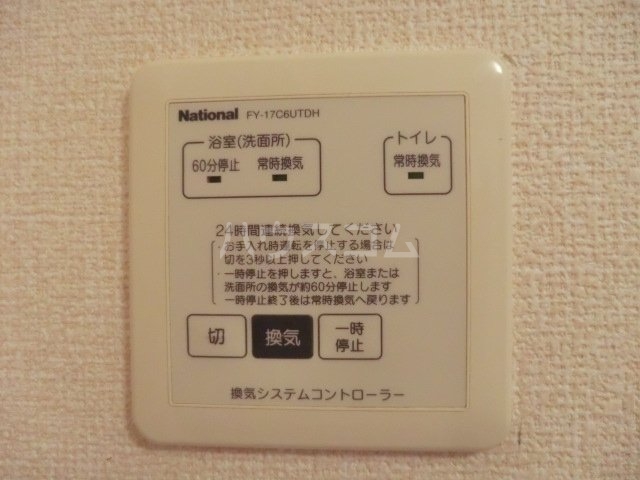 National FY-17C6UTDH
浴室(洗面所)
60分停止 常時換気
トイレ
常時換気
24時間連続換気してください
・お手入れ時運転を停止する場合は
切を3秒以上押してください
・一時停止を押しますと、浴室または
洗面所の換気が約60分停止します
一時停止終了後は常時換気へ戻ります
切
換気
一時
停止
換気システムコントローラー